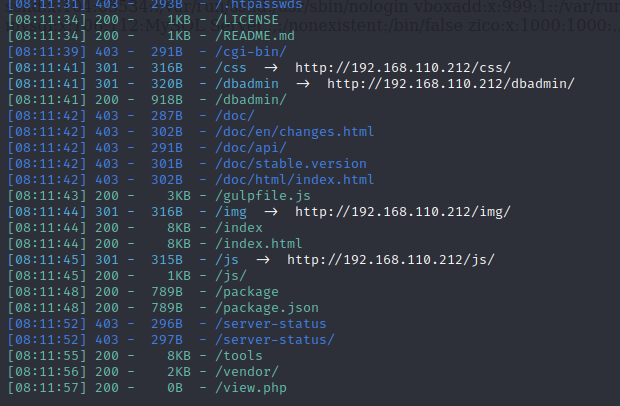 [08:11:31] 403 - 293B - /.htpasswds
[08:11:34] 200 - 1KB - /LICENSE
[08:11:34] 200 - 1KB - /README.md
[08:11:39] 403 - 291B - /cgi-bin/
[08:11:41] 301 - 316B - /css -> http://192.168.110.212/css/
[08:11:41] 301 - 320B - /dbadmin -> http://192.168.110.212/dbadmin/
[08:11:41] 200 - 918B - /dbadmin/
[08:11:42] 403 - 287B - /doc/
[08:11:42] 403 - 302B - /doc/en/changes.html
[08:11:42] 403 - 291B - /doc/api/
[08:11:42] 403 - 301B - /doc/stable.version
[08:11:42] 403 - 302B - /doc/html/index.html
[08:11:43] 200 - 3KB - /gulpfile.js
[08:11:44] 301 - 316B - /img -> http://192.168.110.212/img/
[08:11:44] 200 - 8KB - /index
[08:11:44] 200 - 8KB - /index.html
[08:11:45] 301 - 315B - /js -> http://192.168.110.212/js/
[08:11:45] 200 - 1KB - /js/
[08:11:48] 200 - 789B - /package
[08:11:48] 200 - 789B - /package.json
[08:11:52] 403 - 296B - /server-status
[08:11:52] 403 - 297B - /server-status/
[08:11:55] 200 - 8KB - /tools
[08:11:56] 200 - 2KB - /vendor/
[08:11:57] 200 - 0B - /view.php